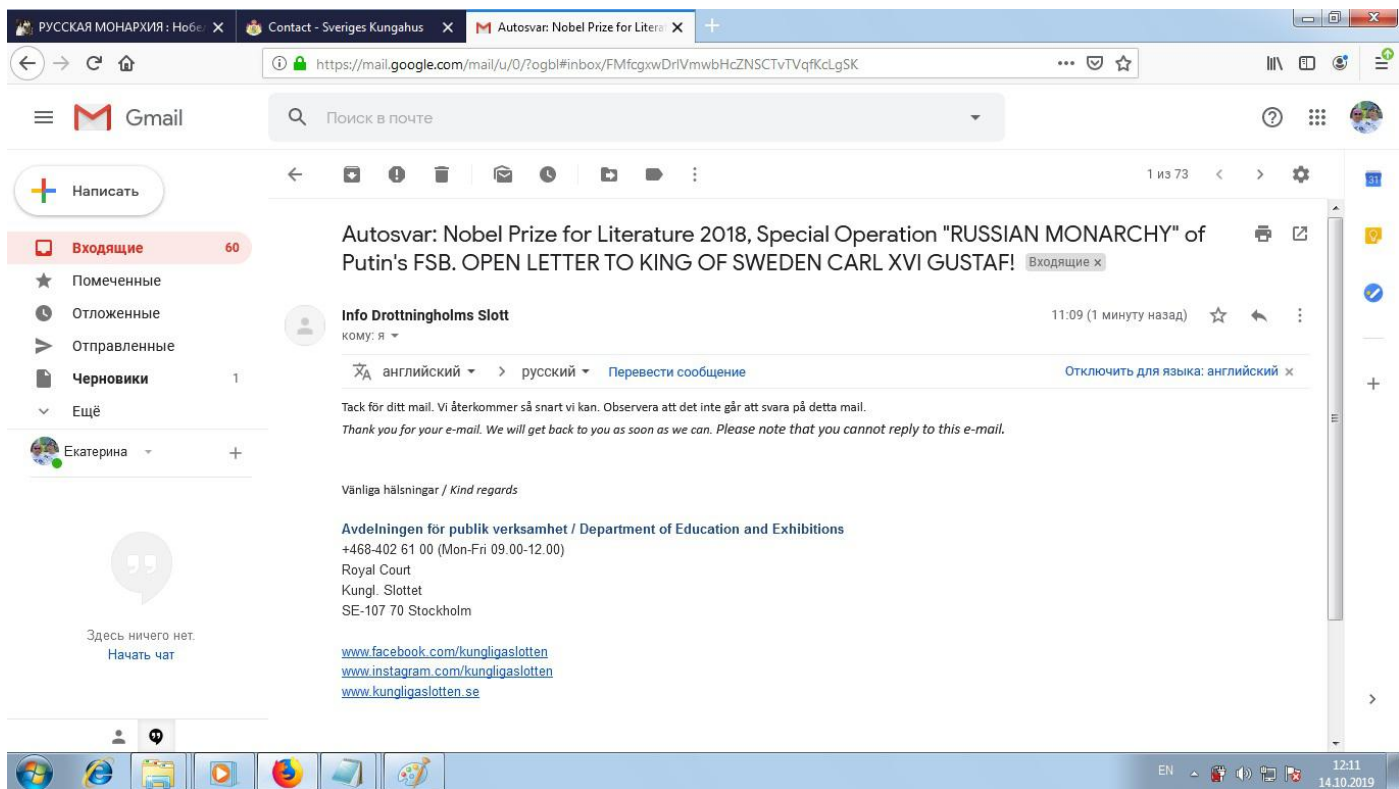 РУССКАЯ МОНАРХИЯ : Нобе
Contact - Sveriges Kungahus
Autosvar: Nobel Prize for Litera
https://mail.google.com/mail/u/0/?ogbl#inbox/FMfcgxwDrlVmwbHcZNSCTvTVqfKcLgSK
Gmail
Поиск в почте
Написать
1 из 73
31
Входящие 60
Помеченные
Отложенные
Отправленные
Черновики 1
Ещё
Екатерина
Здесь ничего нет.
Начать чат
Autosvar: Nobel Prize for Literature 2018, Special Operation "RUSSIAN MONARCHY" of
Putin's FSB. OPEN LETTER TO KING OF SWEDEN CARL XVI GUSTAF! Входящие x
Info Drottningholms Slott 11:09 (1 минуту назад)
кому: я
английский > русский Перевести сообщение Отключить для языка: английский x
Tack för ditt mail. Vi återkommer så snart vi kan. Observera att det inte går att svara på detta mail.
Thank you for your e-mail. We will get back to you as soon as we can. Please note that you cannot reply to this e-mail.
Vänliga hälsningar / Kind regards
Avdelningen för publik verksamhet / Department of Education and Exhibitions
+468-402 61 00 (Mon-Fri 09.00-12.00)
Royal Court
Kungl. Slottet
SE-107 70 Stockholm
www.facebook.com/kungligaslotten
www.instagram.com/kungligaslotten
www.kungligaslotten.se
EN
12:11
14.10.2019